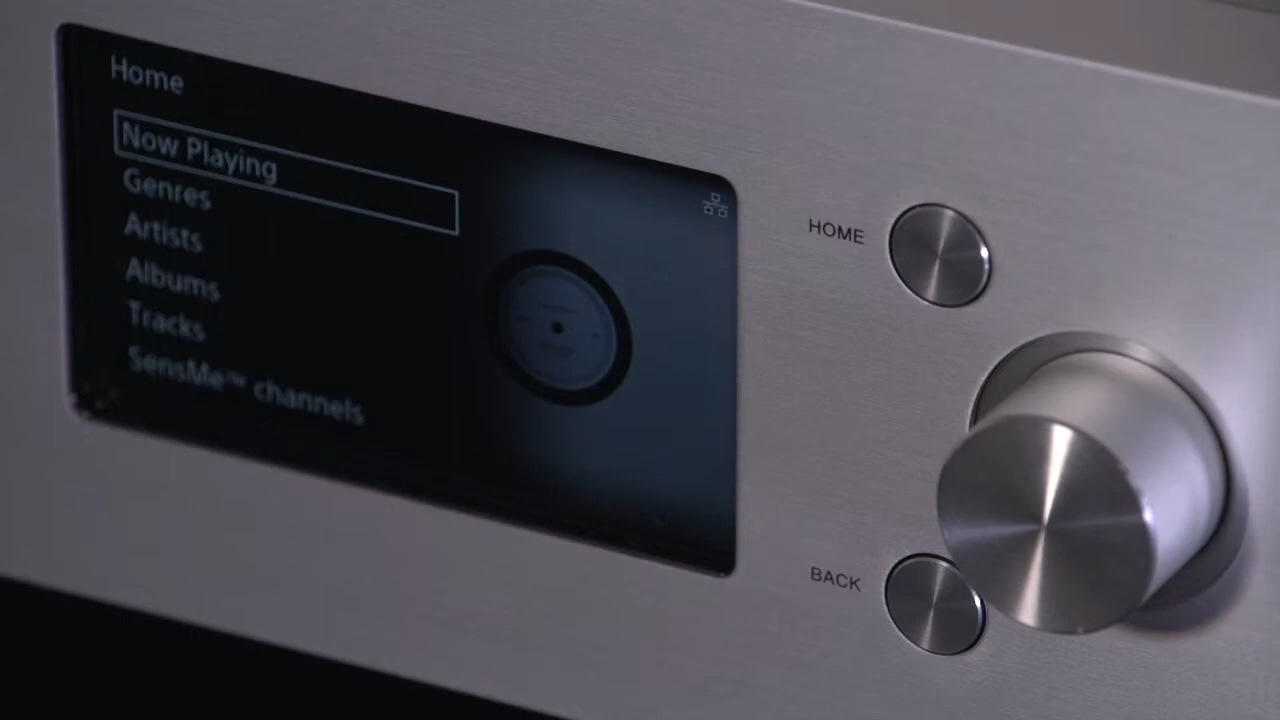 Home
Now Playing
Genres
Artists
Albums
Tracks
SensMe™ channels
HOME
BACK